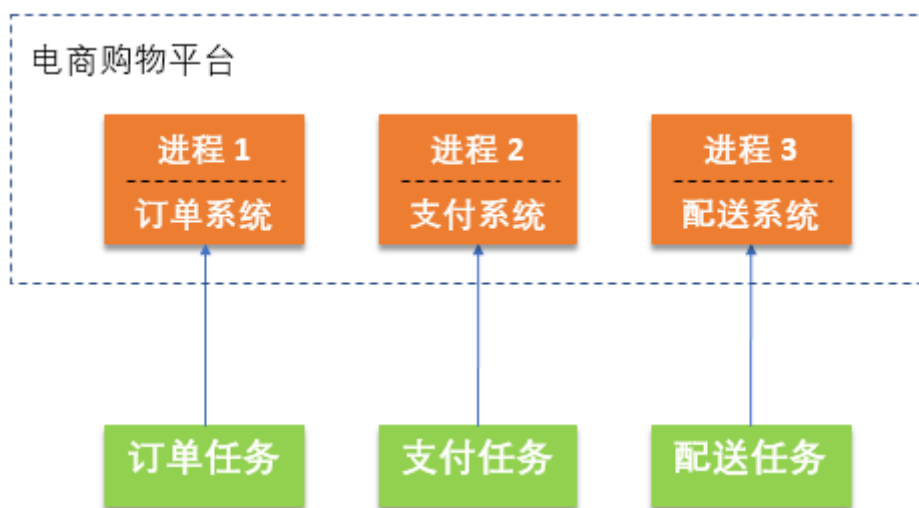 电商购物平台
进程 1
进程 2
进程 3
订单系统
支付系统
配送系统
订单任务
支付任务
配送任务